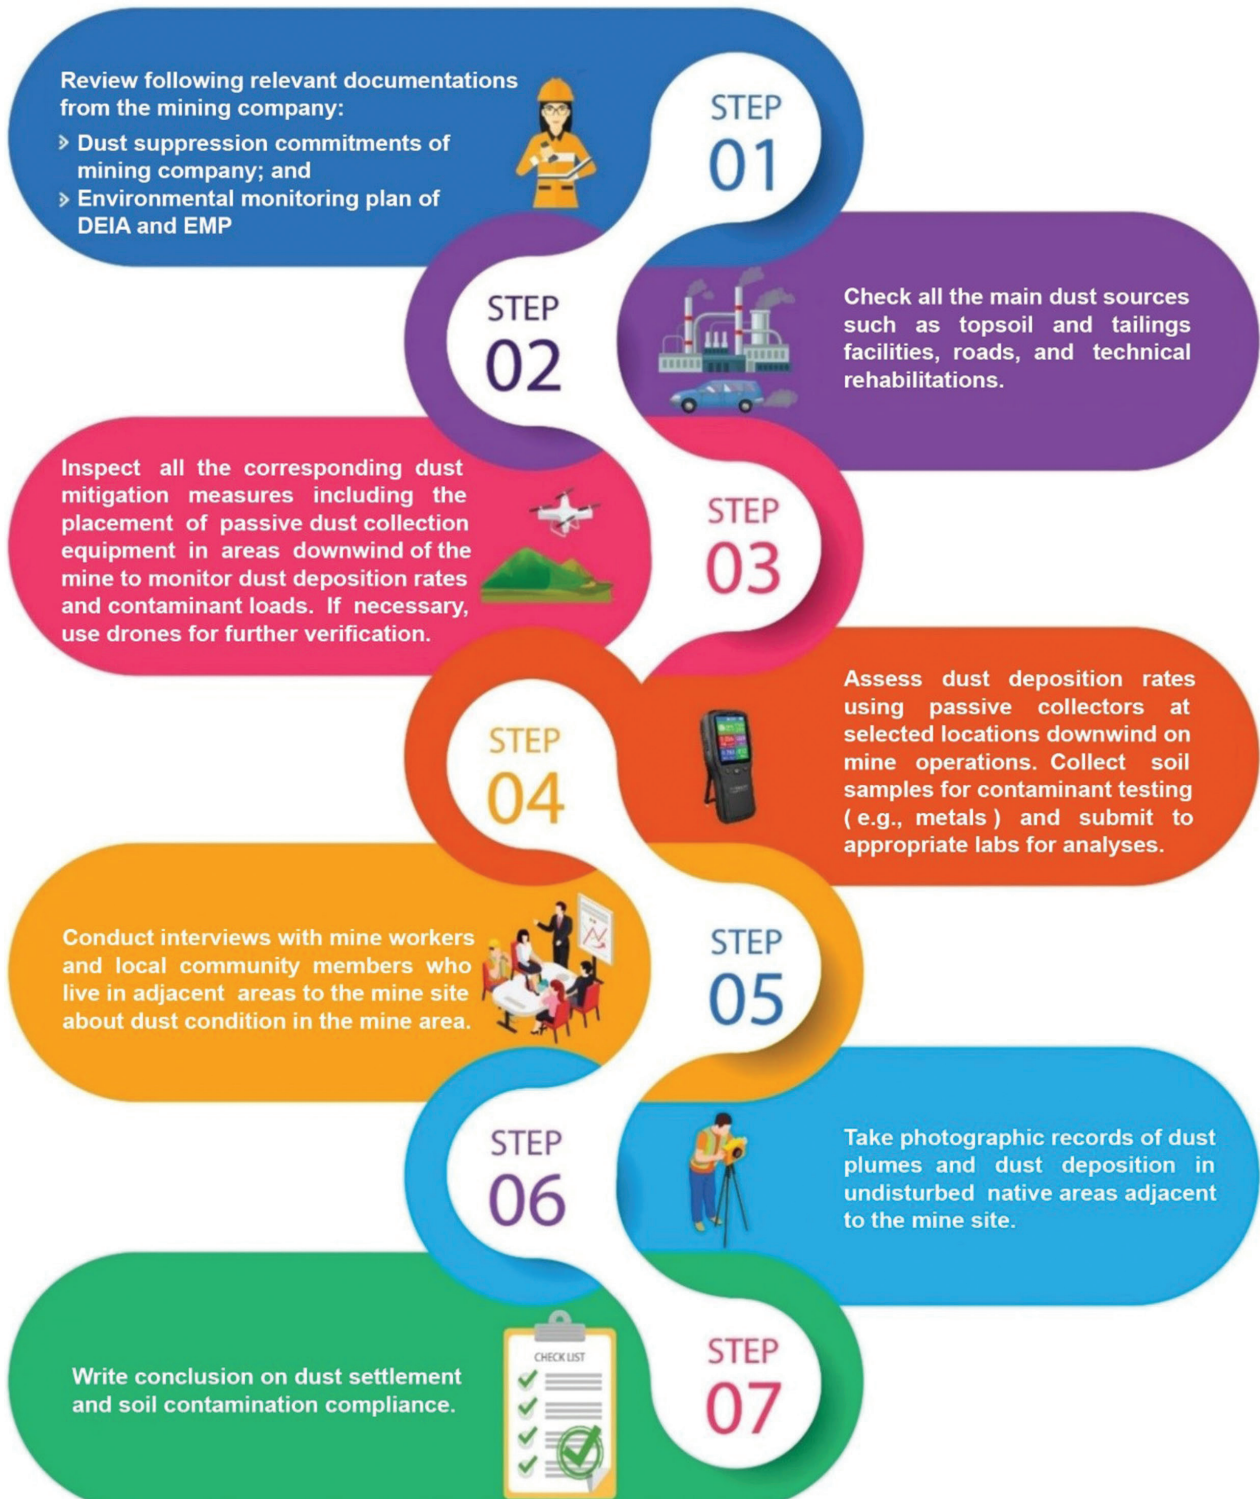 Review following relevant documentations
from the mining company:
Dust suppression commitments of
mining company; and
Environmental monitoring plan of
DEIA and EMP
STEP
01
STEP
02
Check all the main dust sources
such as topsoil and tailings
facilities, roads, and technical
rehabilitations.
Inspect all the corresponding dust
mitigation measures including the
placement of passive dust collection
equipment in areas downwind of the
mine to monitor dust deposition rates
and contaminant loads. If necessary,
use drones for further verification.
STEP
03
STEP
04
Assess dust deposition rates
using passive collectors at
selected locations downwind on
mine operations. Collect soil
samples for contaminant testing
( e.g., metals ) and submit to
appropriate labs for analyses.
Conduct interviews with mine workers
and local community members who
live in adjacent areas to the mine site
about dust condition in the mine area.
STEP
05
STEP
06
Take photographic records of dust
plumes and dust deposition in
undisturbed native areas adjacent
to the mine site.
Write conclusion on dust settlement
and soil contamination compliance.
CHECK LIST
STEP
07